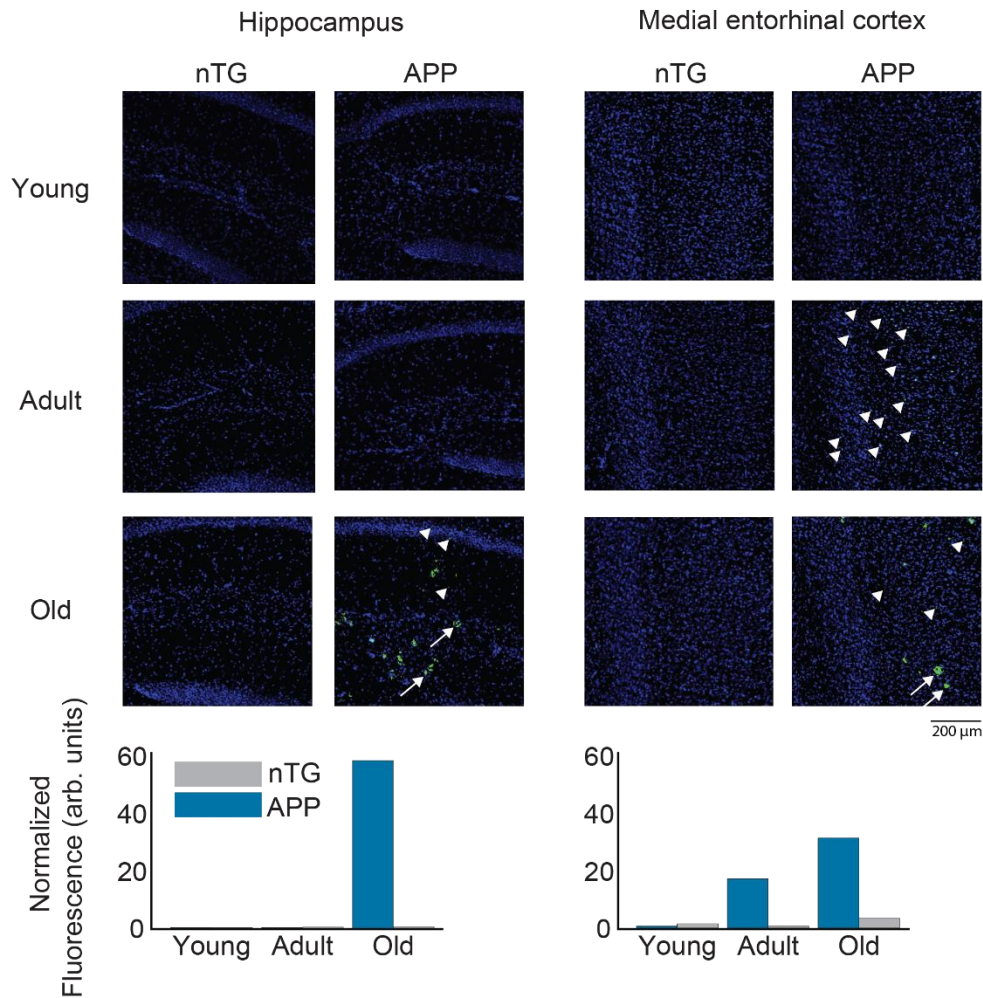 Hippocampus
Medial entorhinal cortex
nTG
APP
nTG
APP
Young
Adult
Old
200 µm
Normalized
Fluorescence (arb. units)
60
40
20
0
nTG
APP
Young
Adult
Old
60
40
20
0
Young
Adult
Old